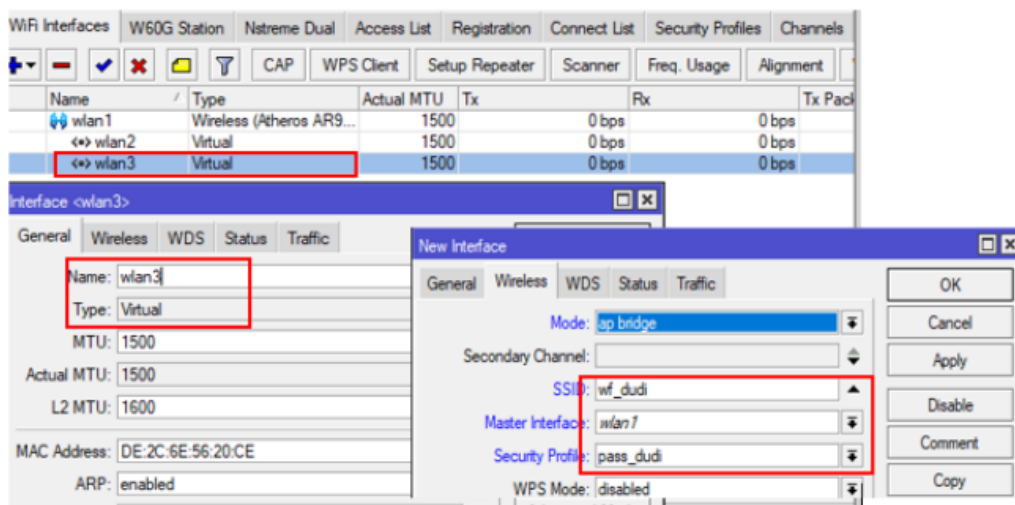 WiFi Interfaces W60G Station Nstreme Dual Access List Registration Connect List Security Profiles Channels
CAP WPS Client Setup Repeater Scanner Freq. Usage Alignment
Name / Type Actual MTU Tx Rx Tx Pack
wlan1 Wireless (Atheros AR9... 1500 0 bps 0 bps
wlan2 Virtual 1500 0 bps 0 bps
wlan3 Virtual 1500 0 bps 0 bps
Interface <wlan3>
General Wireless WDS Status Traffic
Name: wlan3
Type: Virtual
MTU: 1500
Actual MTU: 1500
L2 MTU: 1600
MAC Address: DE:2C:6E:56:20:CE
ARP: enabled
New Interface
General Wireless WDS Status Traffic
Mode: ap bridge
Secondary Channel:
SSID: wf_dudi
Master Interface: wlan1
Security Profile: pass_dudi
WPS Mode: disabled
OK
Cancel
Apply
Disable
Comment
Copy